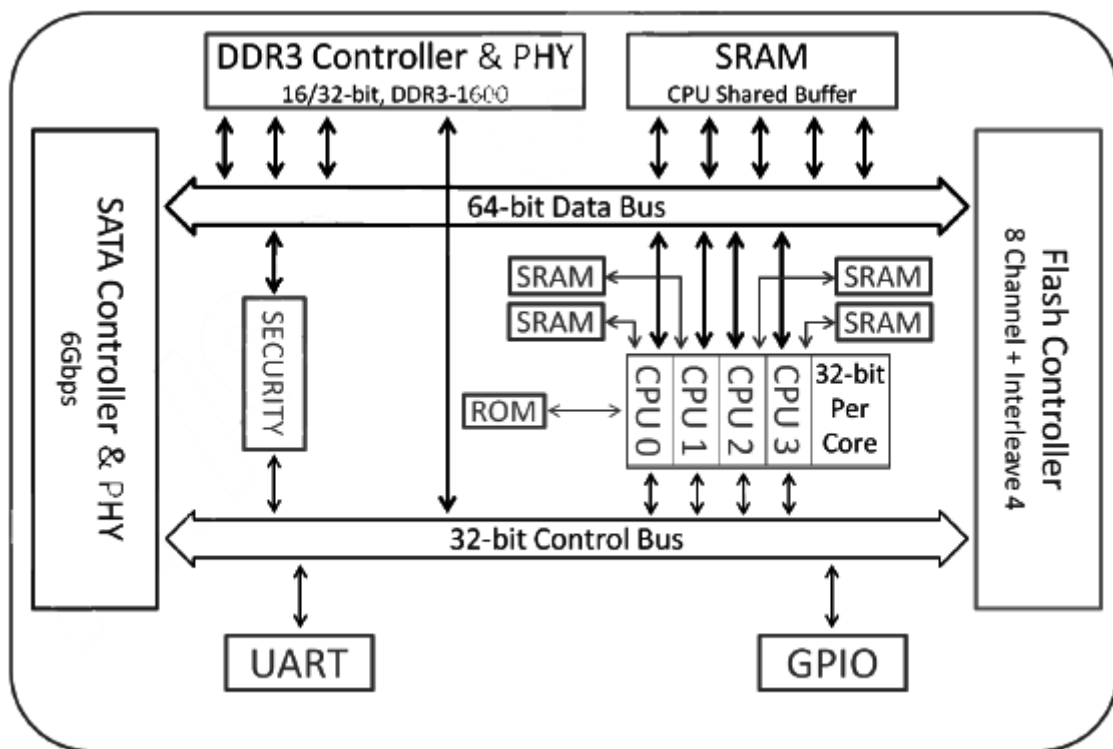 DDR3 Controller & PHY
16/32-bit, DDR3-1600
SRAM
CPU Shared Buffer
SATA Controller & PHY
6Gbps
64-bit Data Bus
Flash Controller
8 Channel + Interleave 4
SECURITY
SRAM
SRAM
SRAM
SRAM
ROM
CPU 0
CPU 1
CPU 2
CPU 3
32-bit
Per
Core
32-bit Control Bus
UART
GPIO